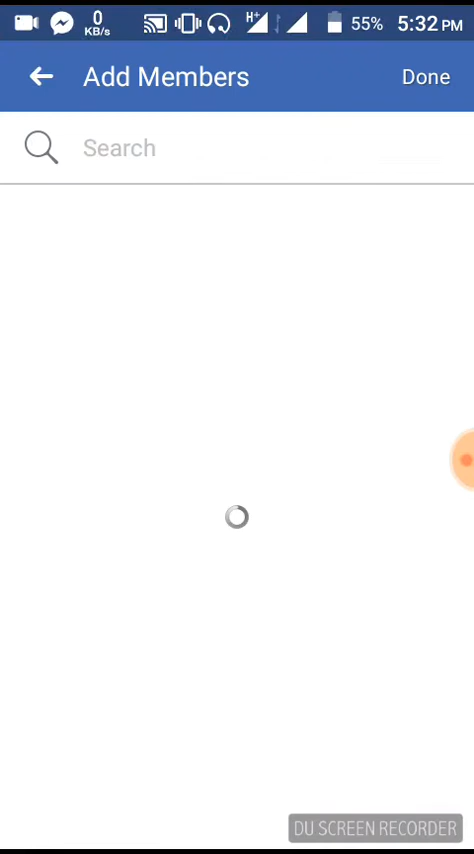 0 KB/s H+ 55% 5:32 PM
Add Members Done
Search
DU SCREEN RECORDER